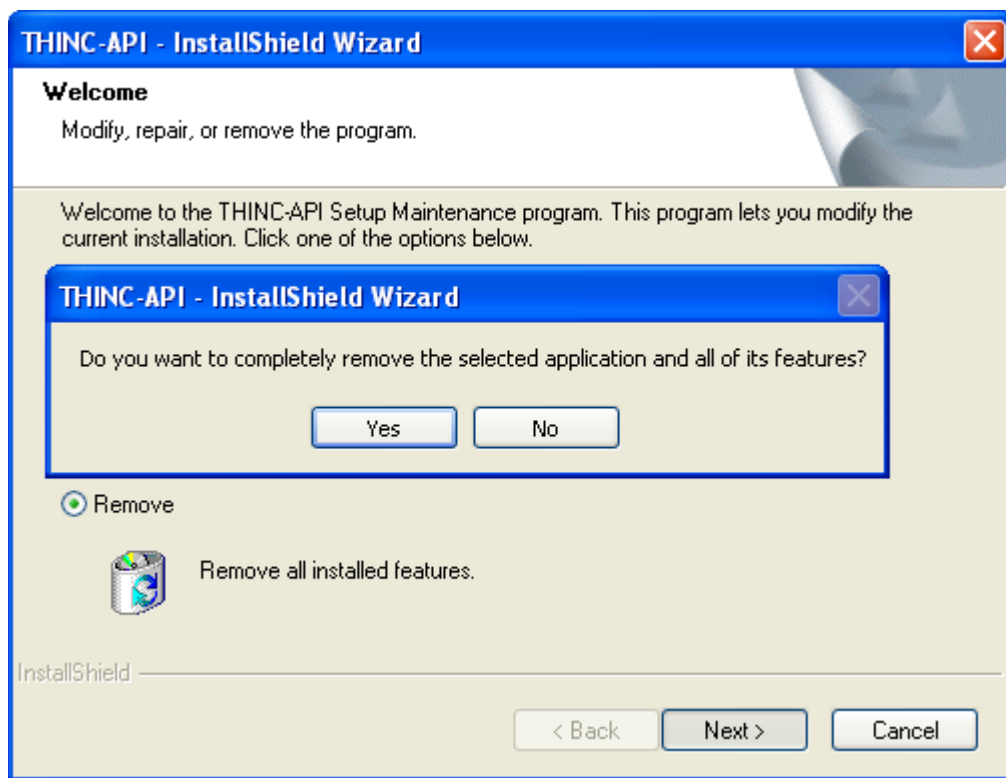 THINC-API - InstallShield Wizard
Welcome
Modify, repair, or remove the program.
Welcome to the THINC-API Setup Maintenance program. This program lets you modify the
current installation. Click one of the options below.
THINC-API - InstallShield Wizard
Do you want to completely remove the selected application and all of its features?
Yes No
Remove
Remove all installed features.
InstallShield
< Back Next > Cancel